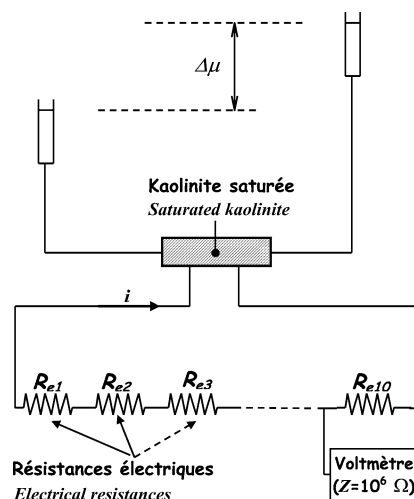 Δμ
Kaolinite saturée
Saturated kaolinite
i
Re1 Re2 Re3 Re10
Résistances électriques
Electrical resistances
Voltmètre
(Z=10⁶ Ω)